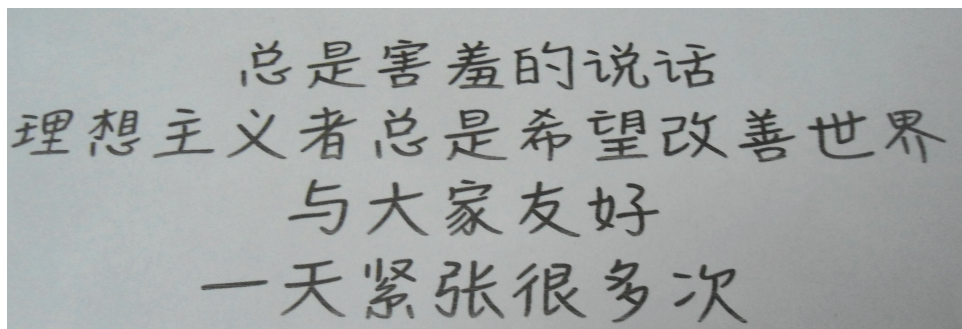 总是害羞的说话
理想主义者总是希望改善世界
与大家友好
一天紧张很多次